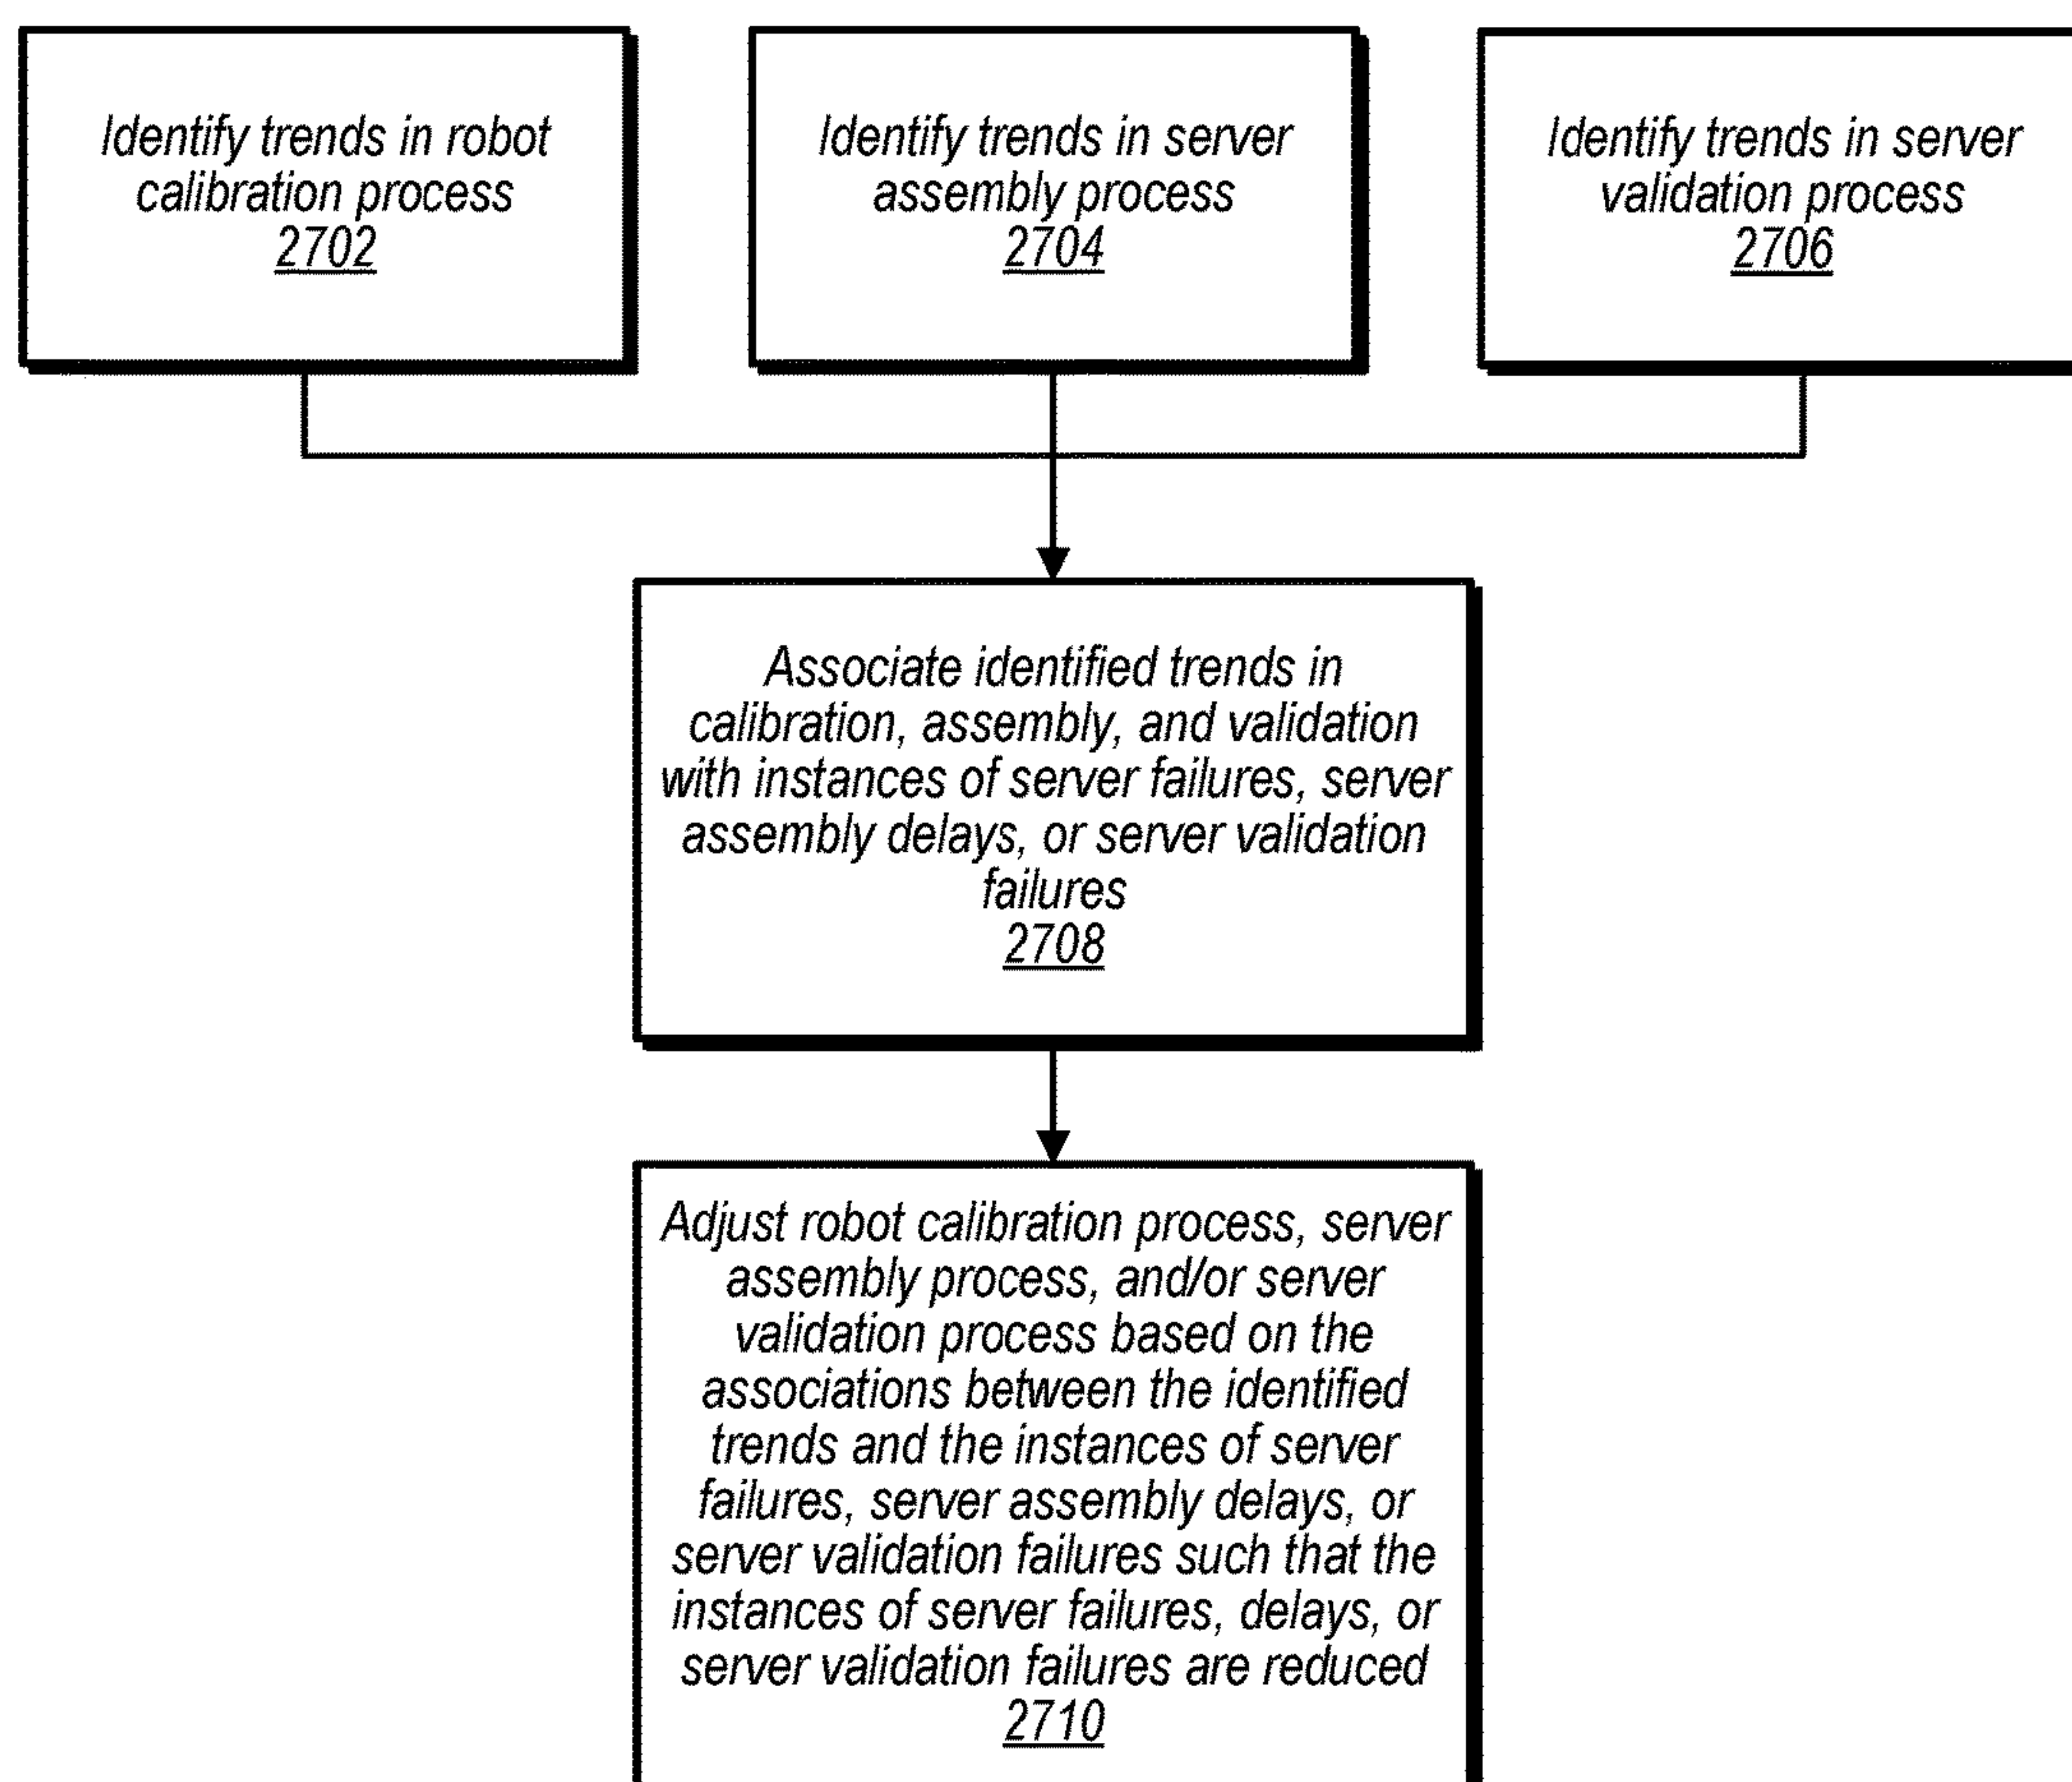 Identify trends in robot
calibration process
2702
Identify trends in server
assembly process
2704
Identify trends in server
validation process
2706
Associate identified trends in
calibration, assembly, and validation
with instances of server failures, server
assembly delays, or server validation
failures
2708
Adjust robot calibration process, server
assembly process, and/or server
validation process based on the
associations between the identified
trends and the instances of server
failures, server assembly delays, or
server validation failures such that the
instances of server failures, delays, or
server validation failures are reduced
2710